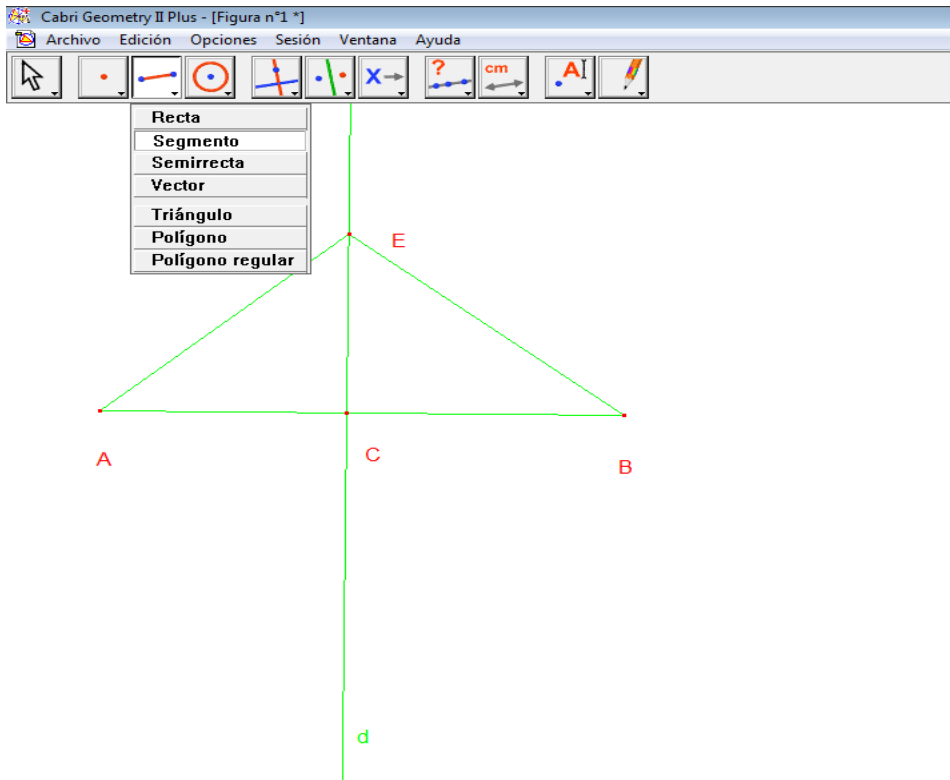 Cabri Geometry II Plus - [Figura n°1 *]
Archivo Edición Opciones Sesión Ventana Ayuda
X ? cm A
Recta
Segmento
Semirrecta
Vector
Triángulo
Polígono
Polígono regular
E
A
C
B
d